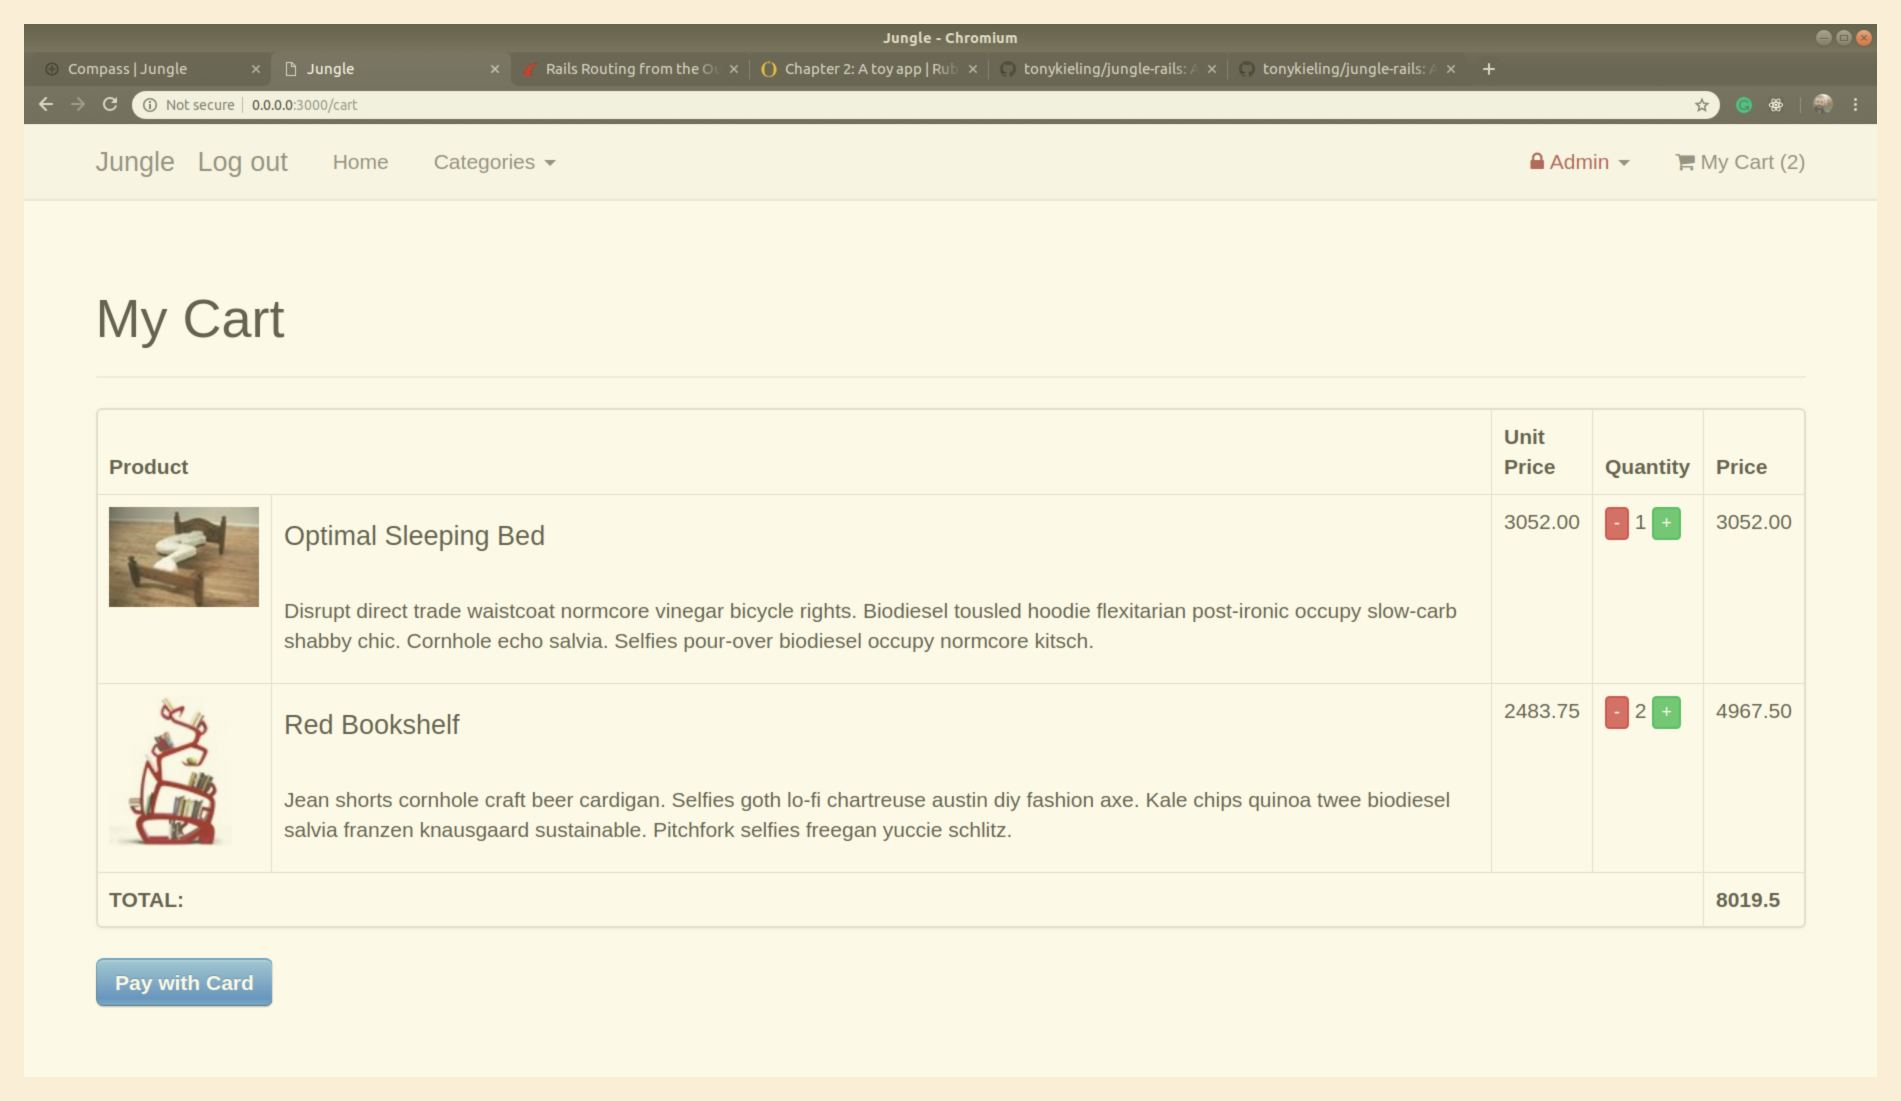 Jungle - Chromium
Compass | Jungle
Jungle
Rails Routing from the
Chapter 2: A toy app | Rub
tonykieling/jungle-rails:
tonykieling/jungle-rails:
Not secure | 0.0.0.0:3000/cart
Jungle Log out Home Categories
Admin My Cart (2)
My Cart
Product
Unit
Price
Quantity
Price
Optimal Sleeping Bed
3052.00
- 1 +
3052.00
Disrupt direct trade waistcoat normcore vinegar bicycle rights. Biodiesel tousled hoodie flexitarian post-ironic occupy slow-carb
shabby chic. Cornhole echo salvia. Selfies pour-over biodiesel occupy normcore kitsch.
Red Bookshelf
2483.75
- 2 +
4967.50
Jean shorts cornhole craft beer cardigan. Selfies goth lo-fi chartreuse austin diy fashion axe. Kale chips quinoa twee biodiesel
salvia franzen knausgaard sustainable. Pitchfork selfies freegan yuccie schlitz.
TOTAL:
8019.5
Pay with Card